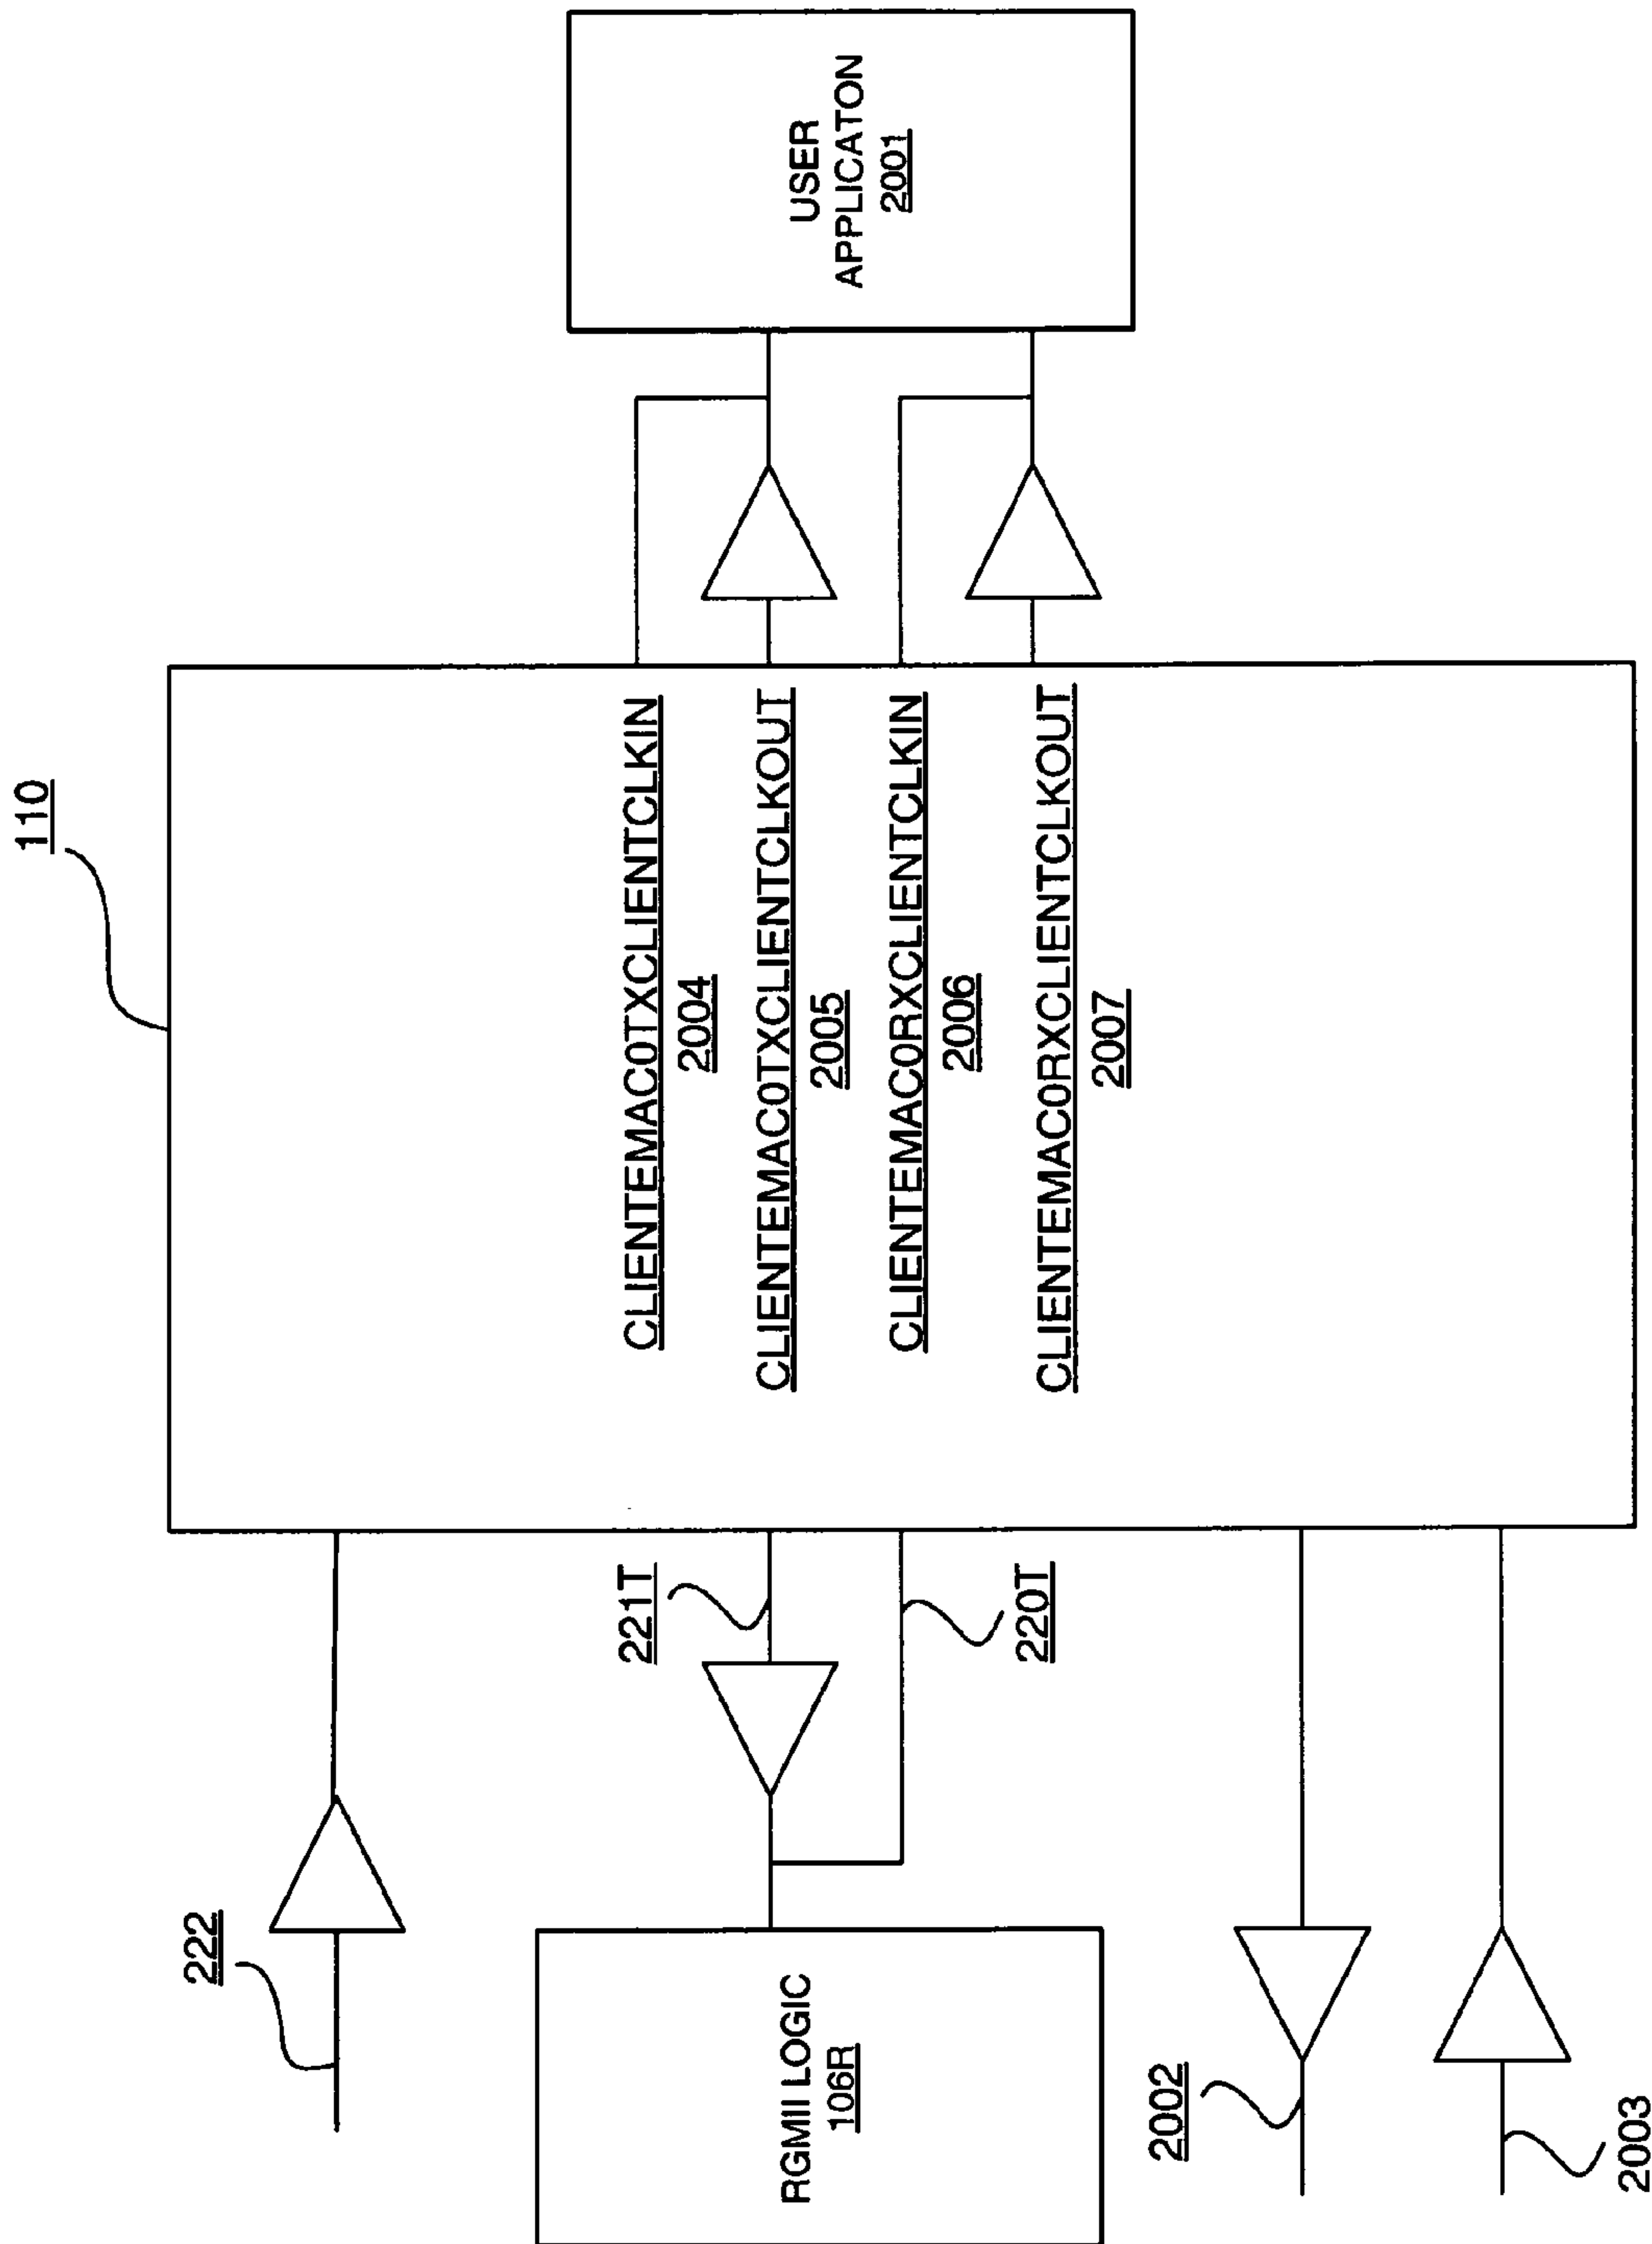 110
222
221T
CLIENTEMAC0TXCLIENTCLKIN
2004
CLIENTEMAC0TXCLIENTCLKOUT
2005
CLIENTEMAC0RXCLIENTCLKIN
2006
CLIENTEMAC0RXCLIENTCLKOUT
2007
USER
APPLICATON
2001
RGMII LOGIC
106R
220T
2002
2003